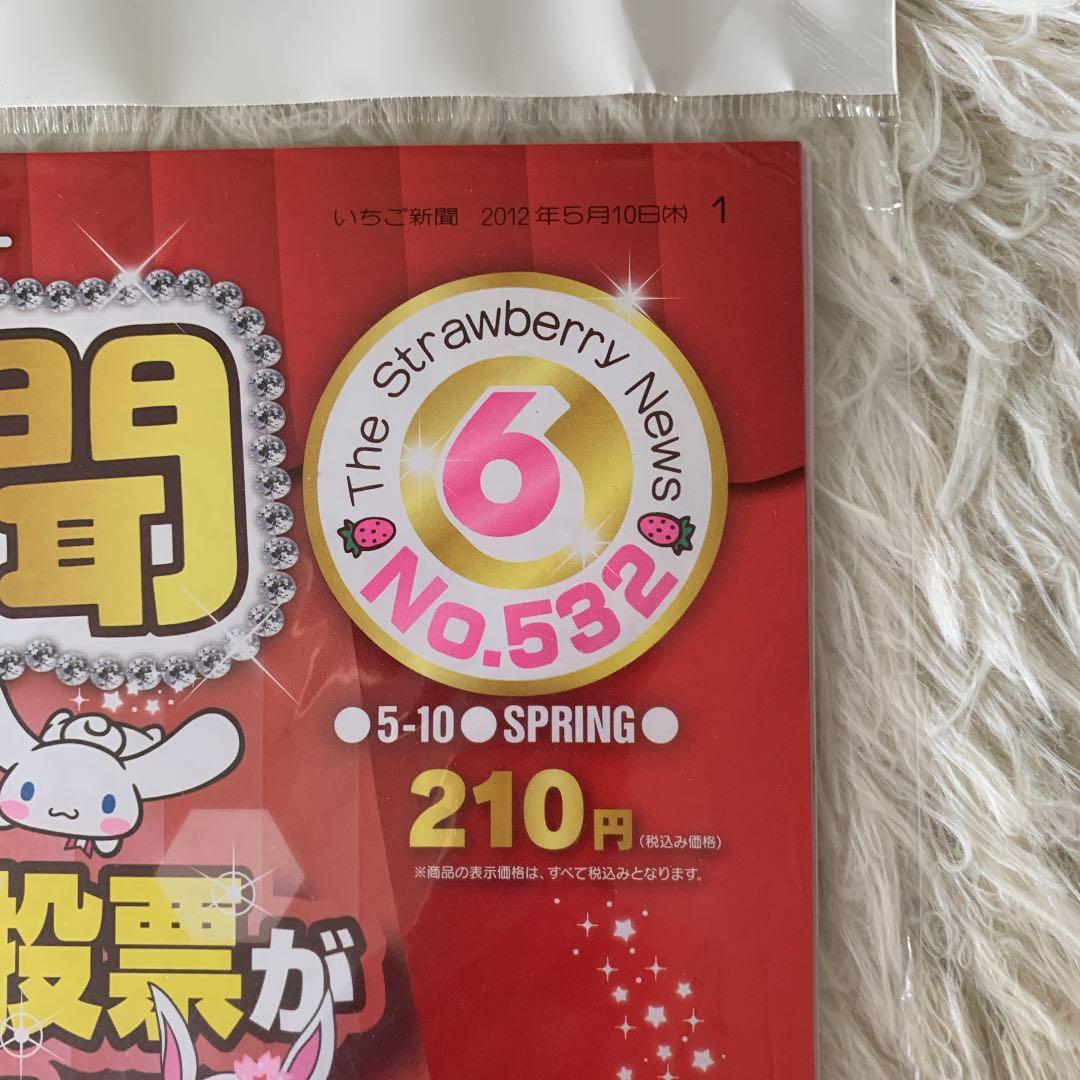 いちご新聞 2012年5月10日(木) 1
聞
The Strawberry News
6
No.532
●5-10●SPRING●
210円(税込み価格)
※商品の表示価格は、すべて税込みとなります。
投票が